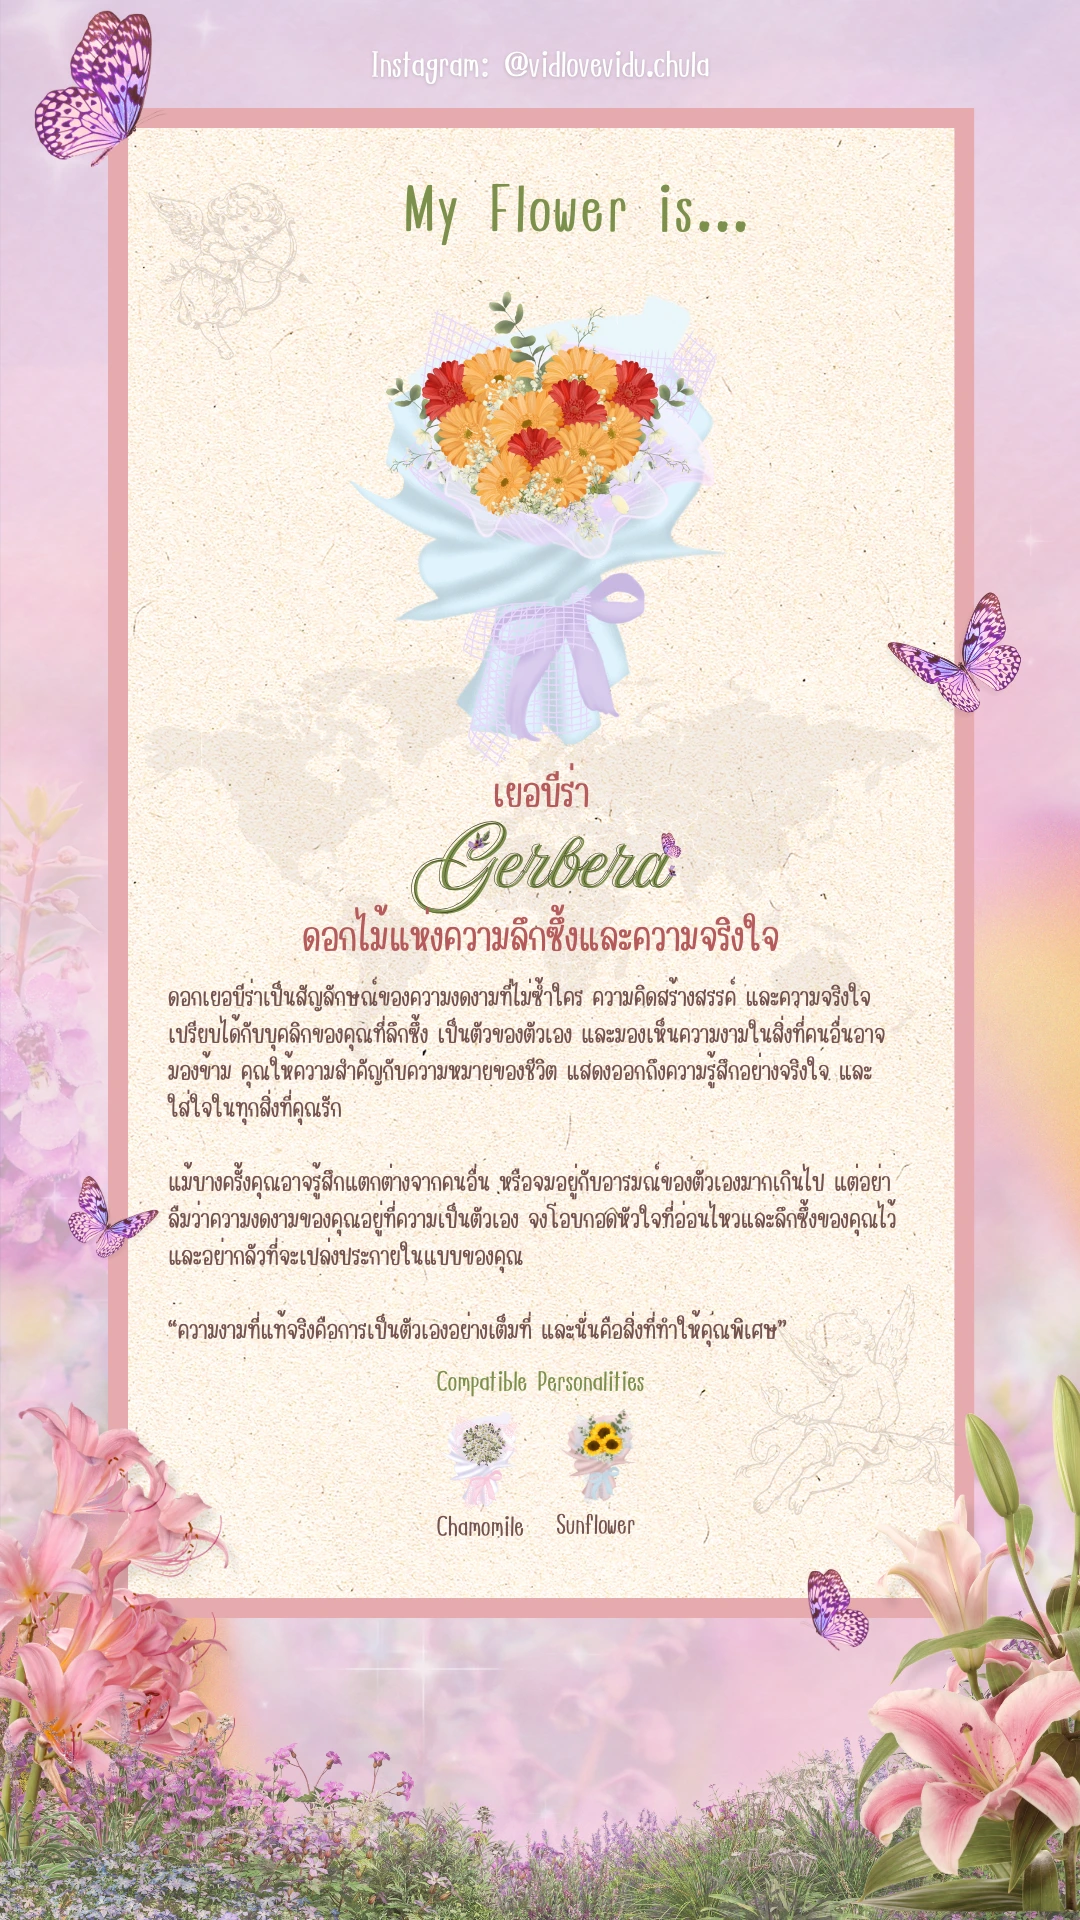 Instagram: @vidlovevidu.chula
My Flower is...
เยอบีร่า
Gerbera
ดอกไม้แห่งความลึกซึ้งและความจริงใจ
ดอกเยอบีร่าเป็นสัญลักษณ์ของความงดงามที่ไม่ซ้ำใคร ความคิดสร้างสรรค์ และความจริงใจ
เปรียบได้กับบุคลิกของคุณที่ลึกซึ้ง เป็นตัวของตัวเอง และมองเห็นความงามในสิ่งที่คนอื่นอาจ
มองข้าม คุณให้ความสำคัญกับความหมายของชีวิต แสดงออกถึงความรู้สึกอย่างจริงใจ และ
ใส่ใจในทุกสิ่งที่คุณรัก
แม้บางครั้งคุณอาจรู้สึกแตกต่างจากคนอื่น หรือจมอยู่กับอารมณ์ของตัวเองมากเกินไป แต่อย่า
ลืมว่าความงดงามของคุณอยู่ที่ความเป็นตัวเอง จงโอบกอดหัวใจที่อ่อนไหวและลึกซึ้งของคุณไว้
และอย่ากลัวที่จะเปล่งประกายในแบบของคุณ
“ความงามที่แท้จริงคือการเป็นตัวเองอย่างเต็มที่ และนั่นคือสิ่งที่ทำให้คุณพิเศษ”
Compatible Personalities
Chamomile Sunflower